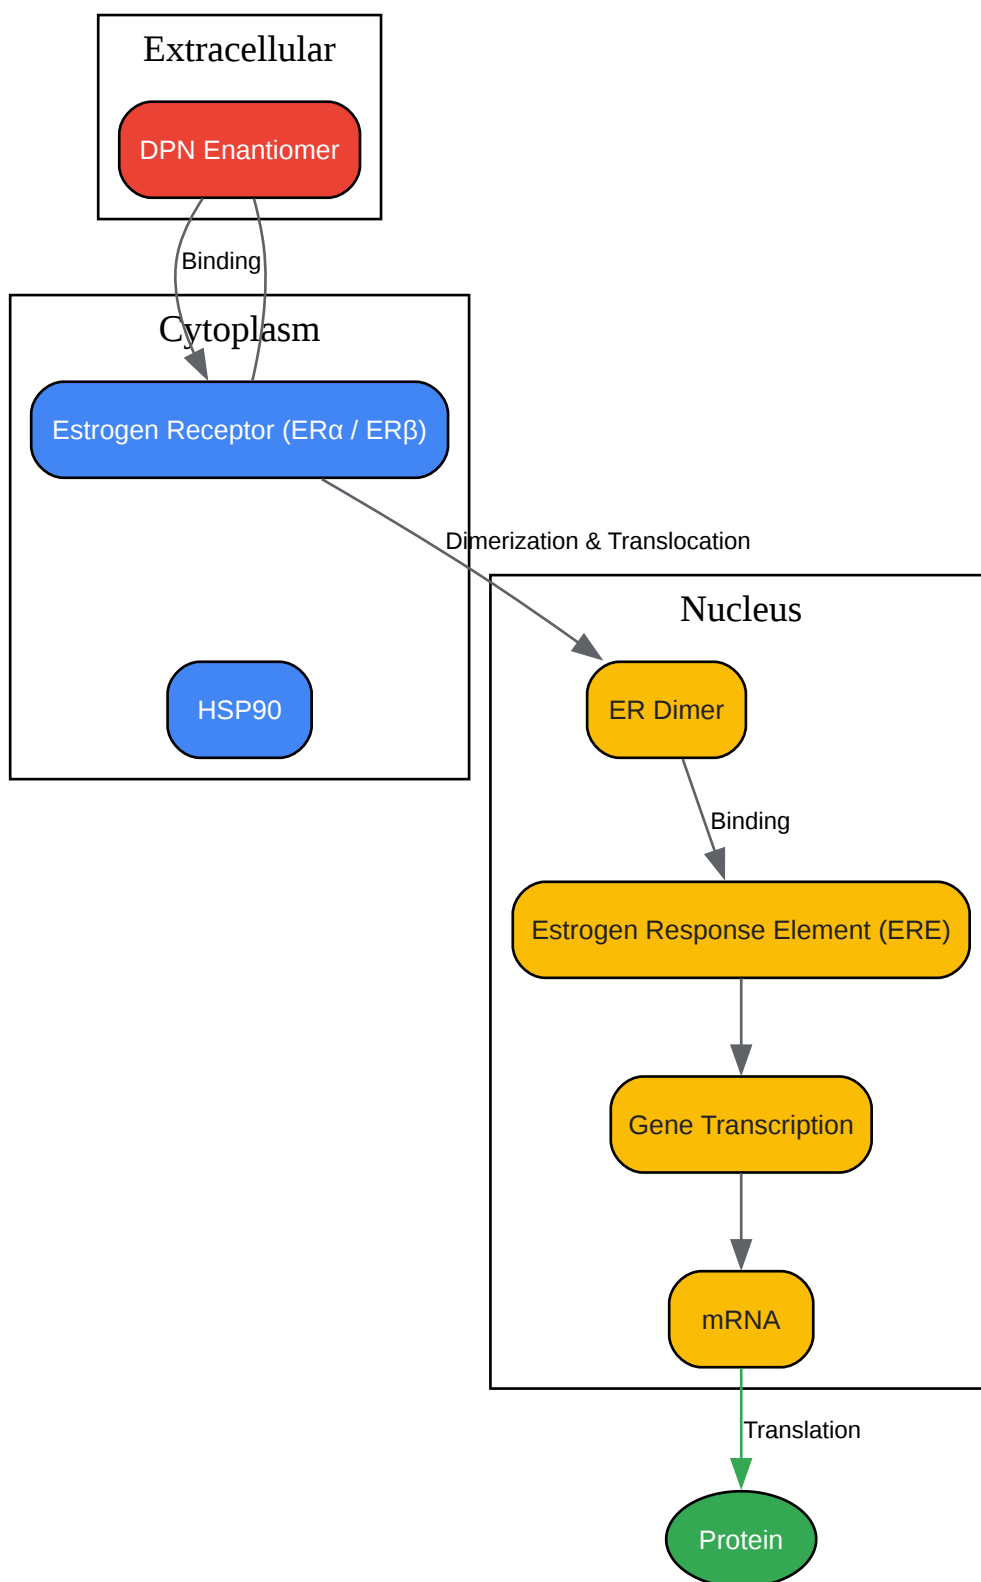 Extracellular
DPN Enantiomer
Binding
Cytoplasm
Estrogen Receptor (ERα / ERβ)
Dimerization & Translocation
Nucleus
HSP90
ER Dimer
Binding
Estrogen Response Element (ERE)
Gene Transcription
mRNA
Translation
Protein